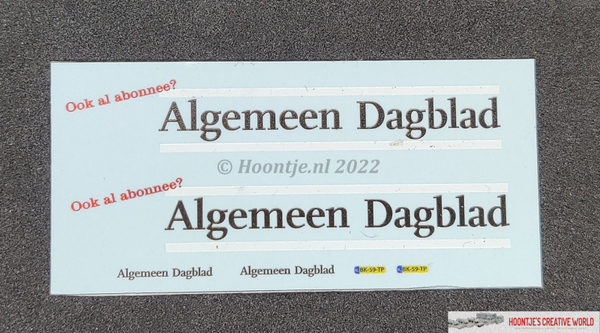 Ook al abonnee?
Algemeen Dagblad
© Hoontje.nl 2022
Ook al abonnee?
Algemeen Dagblad
Algemeen Dagblad Algemeen Dagblad BK-59-TP BK-59-TP
HOONTJE'S CREATIVE WORLD